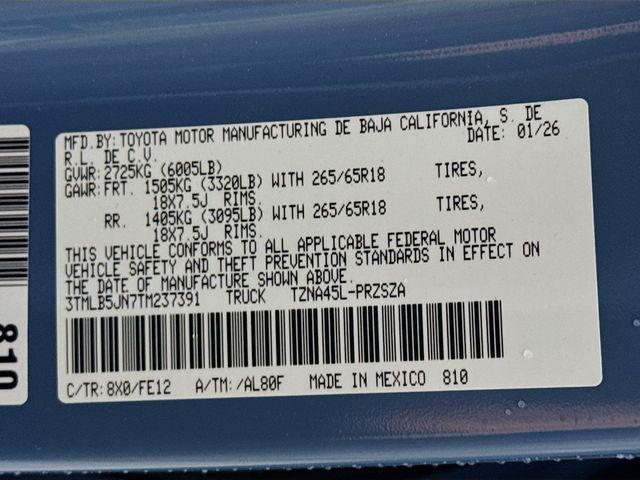 MFD.BY: TOYOTA MOTOR MANUFACTURING DE BAJA CALIFORNIA, S. DE
R.L. DE C.V. DATE: 01/26
GVWR: 2725KG (6005LB)
GAWR: FRT. 1505KG (3320LB) WITH 265/65R18 TIRES,
18X7.5J RIMS.
RR. 1405KG (3095LB) WITH 265/65R18 TIRES,
18X7.5J RIMS.
THIS VEHICLE CONFORMS TO ALL APPLICABLE FEDERAL MOTOR
VEHICLE SAFETY AND THEFT PREVENTION STANDARDS IN EFFECT ON
THE DATE OF MANUFACTURE SHOWN ABOVE.
3TMLB5JN7TM237391 TRUCK TZNA45L-PRZSZA
C/TR: 8X0/FE12 A/TM: /AL80F MADE IN MEXICO 810
810